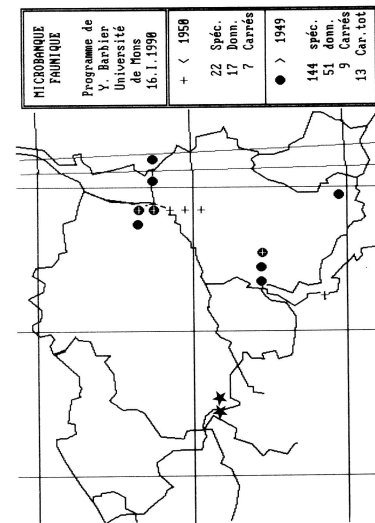 MICROBANQUE
FAUNIQUE
Programme de
Y. Barbier
Université
de Mons
16.I.1990
+ < 1950
22 Spéc.
17 Donn.
7 Carrés
● > 1949
144 spéc.
51 donn.
9 Carrés
13 Car.tot